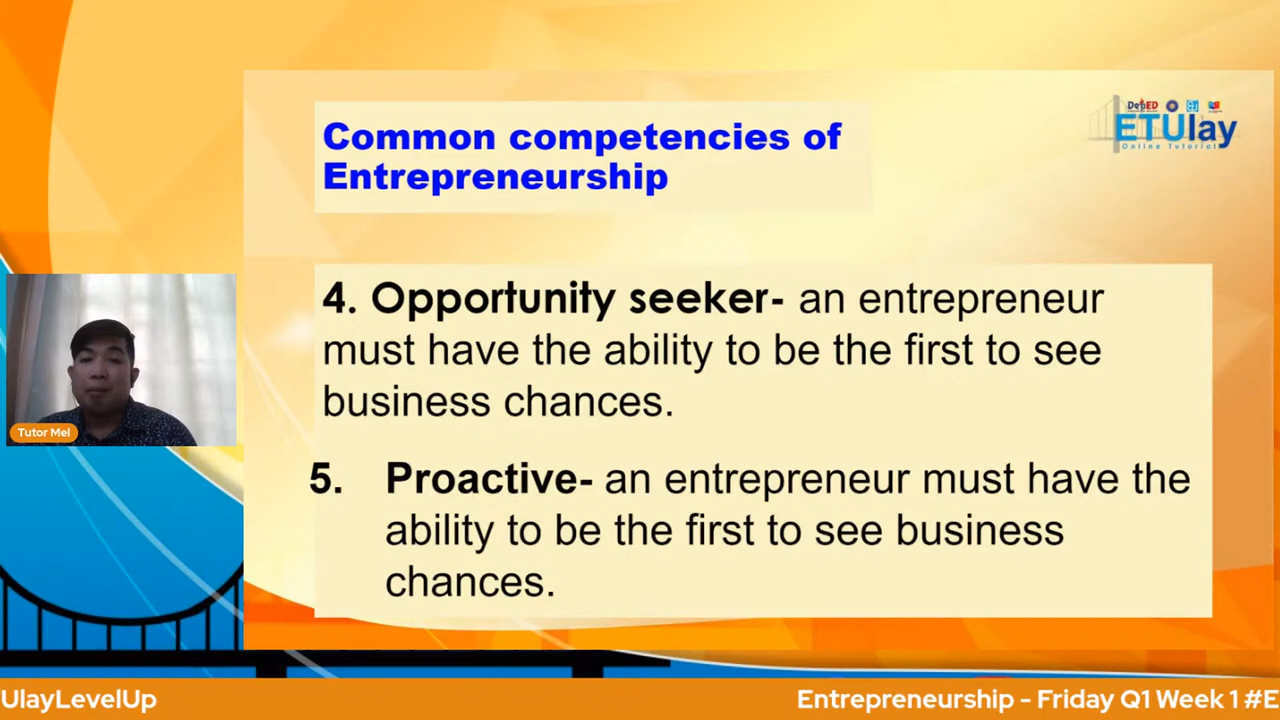 Common competencies of
Entrepreneurship
DepED
ETUlay
Online Tutorial
4. Opportunity seeker- an entrepreneur
must have the ability to be the first to see
business chances.
5. Proactive- an entrepreneur must have the
ability to be the first to see business
chances.
Tutor Mel
UlayLevelUp
Entrepreneurship - Friday Q1 Week 1 #E